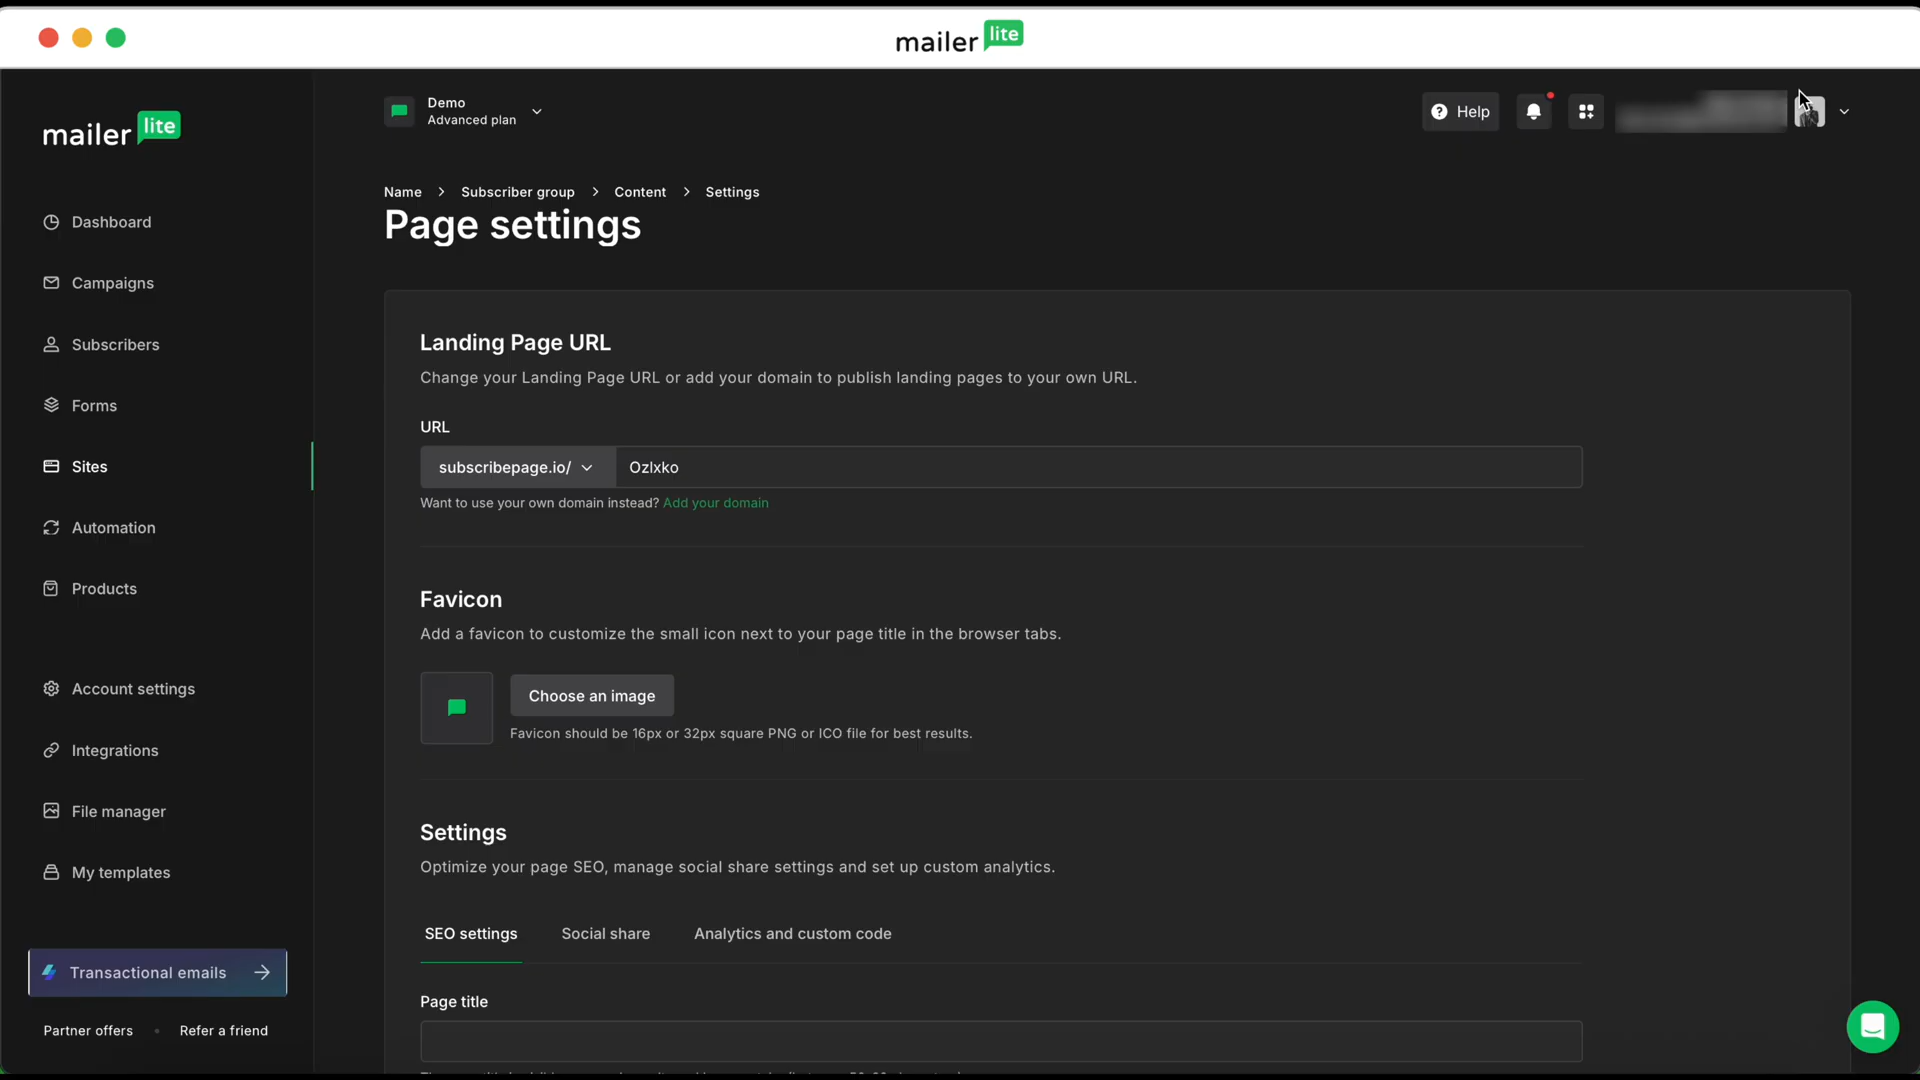 mailer lite
mailer lite
Demo
Advanced plan
Help
Name > Subscriber group > Content > Settings
Page settings
Dashboard
Campaigns
Subscribers
Forms
Sites
Automation
Products
Account settings
Integrations
File manager
My templates
Transactional emails
Partner offers • Refer a friend
Landing Page URL
Change your Landing Page URL or add your domain to publish landing pages to your own URL.
URL
subscribepage.io/ Ozlxko
Want to use your own domain instead? Add your domain
Favicon
Add a favicon to customize the small icon next to your page title in the browser tabs.
Choose an image
Favicon should be 16px or 32px square PNG or ICO file for best results.
Settings
Optimize your page SEO, manage social share settings and set up custom analytics.
SEO settings Social share Analytics and custom code
Page title